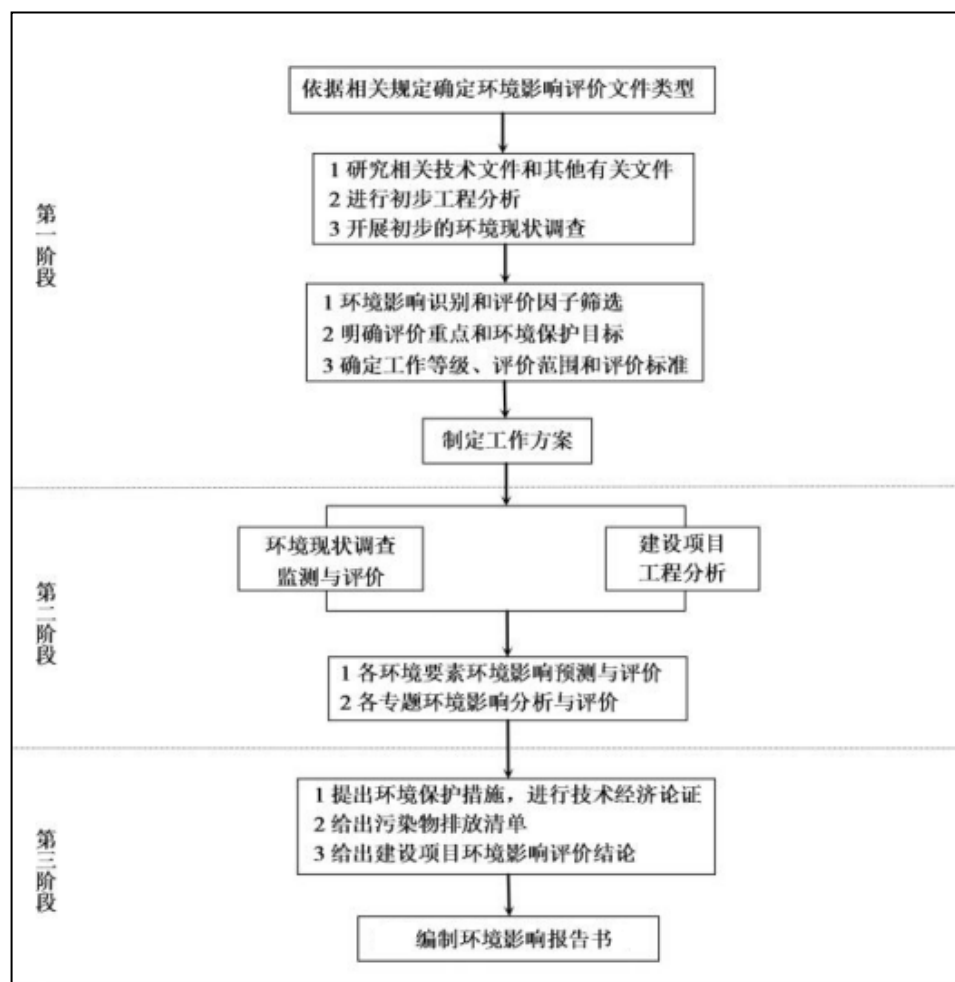 依据相关规定确定环境影响评价文件类型
1 研究相关技术文件和其他有关文件
2 进行初步工程分析
3 开展初步的环境现状调查
第一阶段
1 环境影响识别和评价因子筛选
2 明确评价重点和环境保护目标
3 确定工作等级、评价范围和评价标准
制定工作方案
环境现状调查
监测与评价
建设项目
工程分析
第二阶段
1 各环境要素环境影响预测与评价
2 各专题环境影响分析与评价
1 提出环境保护措施，进行技术经济论证
2 给出污染物排放清单
3 给出建设项目环境影响评价结论
第三阶段
编制环境影响报告书